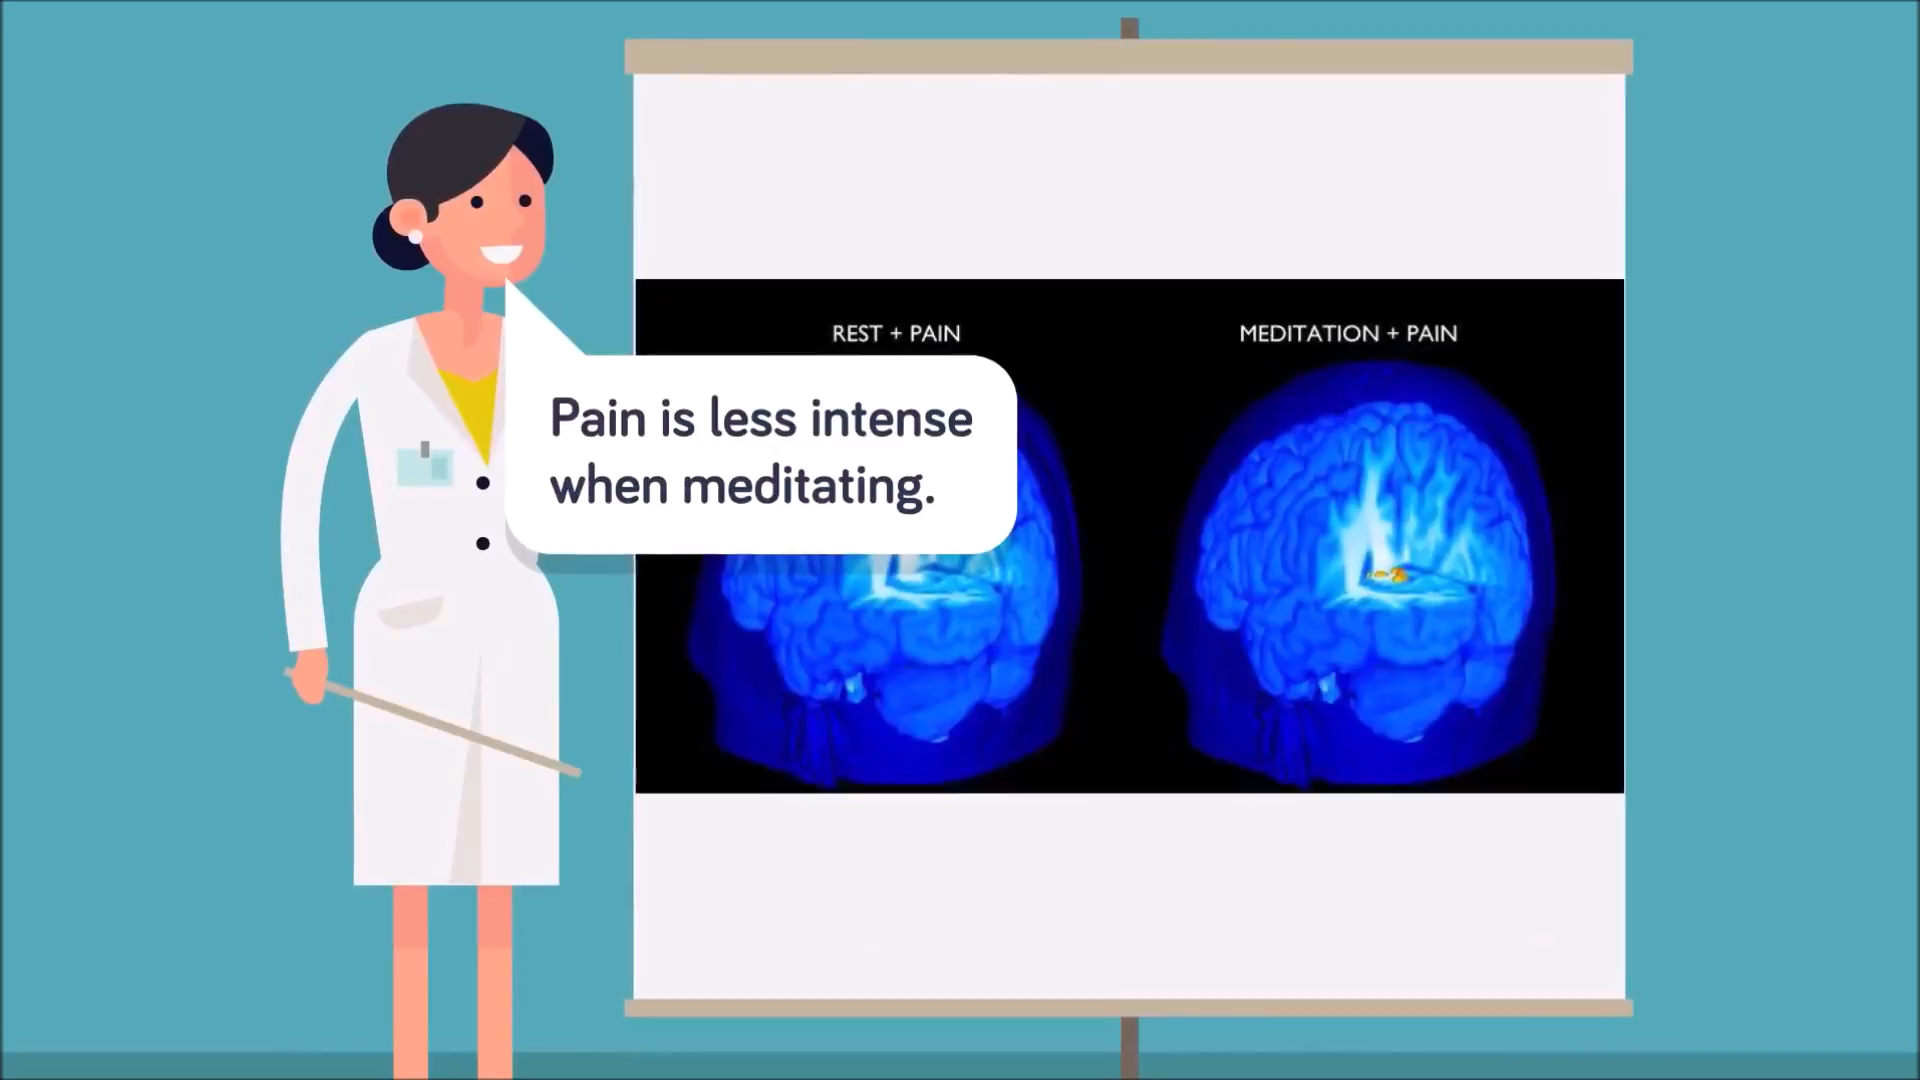 REST + PAIN
MEDITATION + PAIN
Pain is less intense
when meditating.